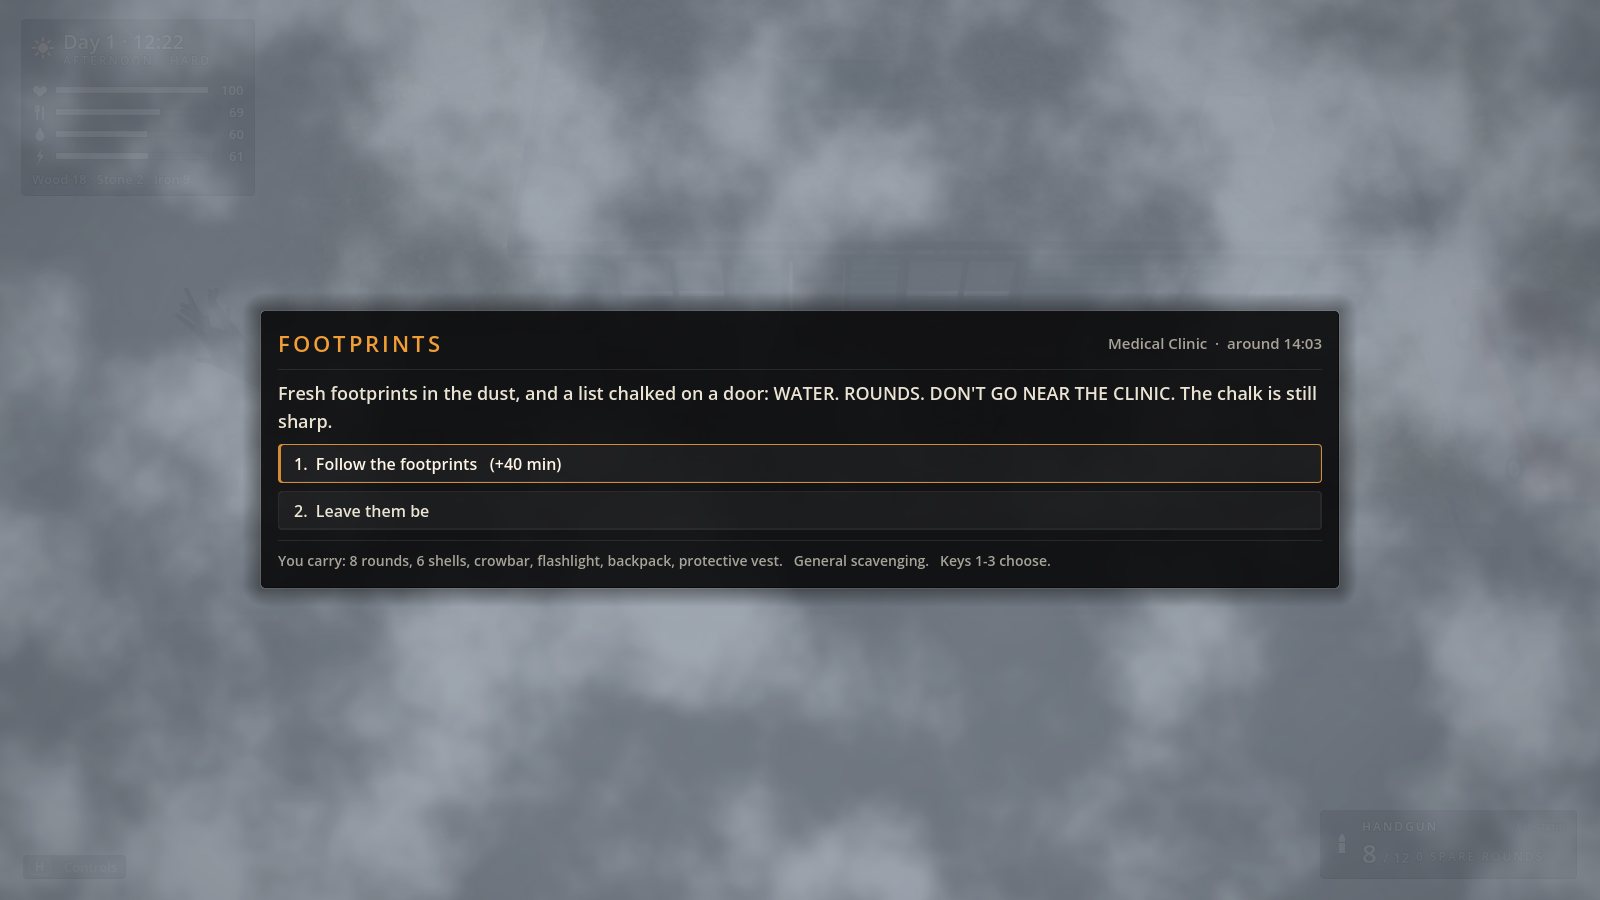 Day 1 · 12:22
AFTERNOON · HARD
100
69
60
61
Wood 18 · Stone 2 · Iron 9
FOOTPRINTS
Medical Clinic · around 14:03
Fresh footprints in the dust, and a list chalked on a door: WATER. ROUNDS. DON'T GO NEAR THE CLINIC. The chalk is still
sharp.
1. Follow the footprints (+40 min)
2. Leave them be
You carry: 8 rounds, 6 shells, crowbar, flashlight, backpack, protective vest. General scavenging. Keys 1-3 choose.
HANDGUN
8 / 12 0 SPARE ROUNDS
H Controls